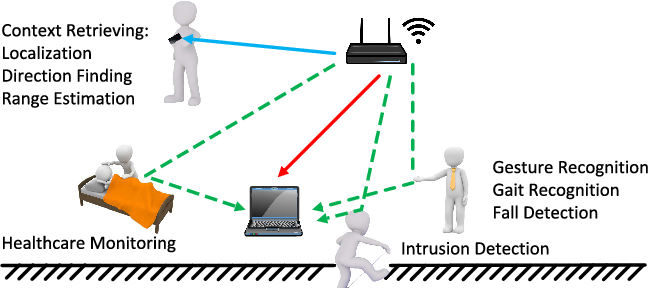 Context Retrieving:
Localization
Direction Finding
Range Estimation
Gesture Recognition
Gait Recognition
Fall Detection
Healthcare Monitoring
Intrusion Detection